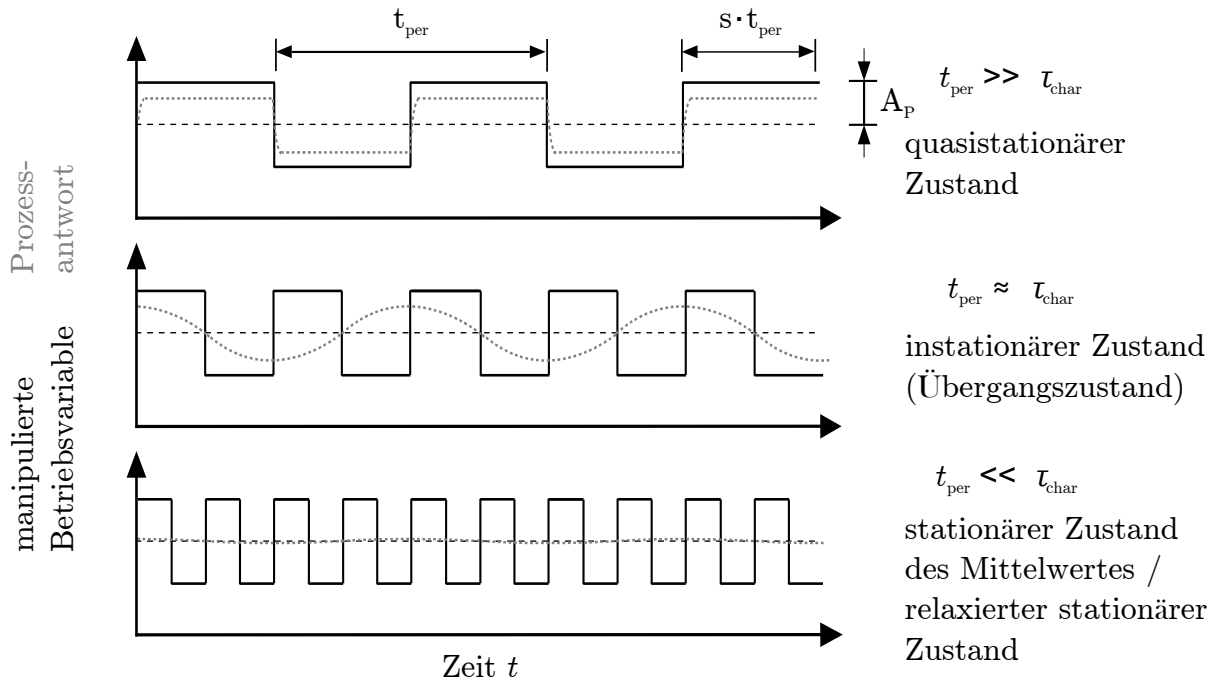 t_per
s·t_per
A_P
t_per >> τ_char
quasistationärer
Zustand
t_per ≈ τ_char
instationärer Zustand
(Übergangszustand)
t_per << τ_char
stationärer Zustand
des Mittelwertes /
relaxierter stationärer
Zustand
Prozess-
antwort
manipulierte
Betriebsvariable
Zeit t